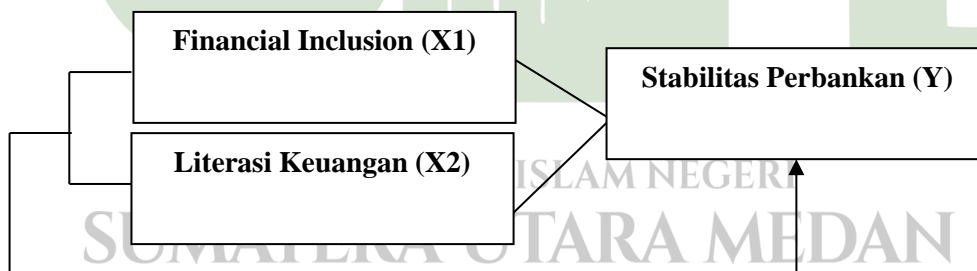 Financial Inclusion (X1)
Stabilitas Perbankan (Y)
Literasi Keuangan (X2)
ISLAM NEGERI
SUMATERA UTARA MEDAN